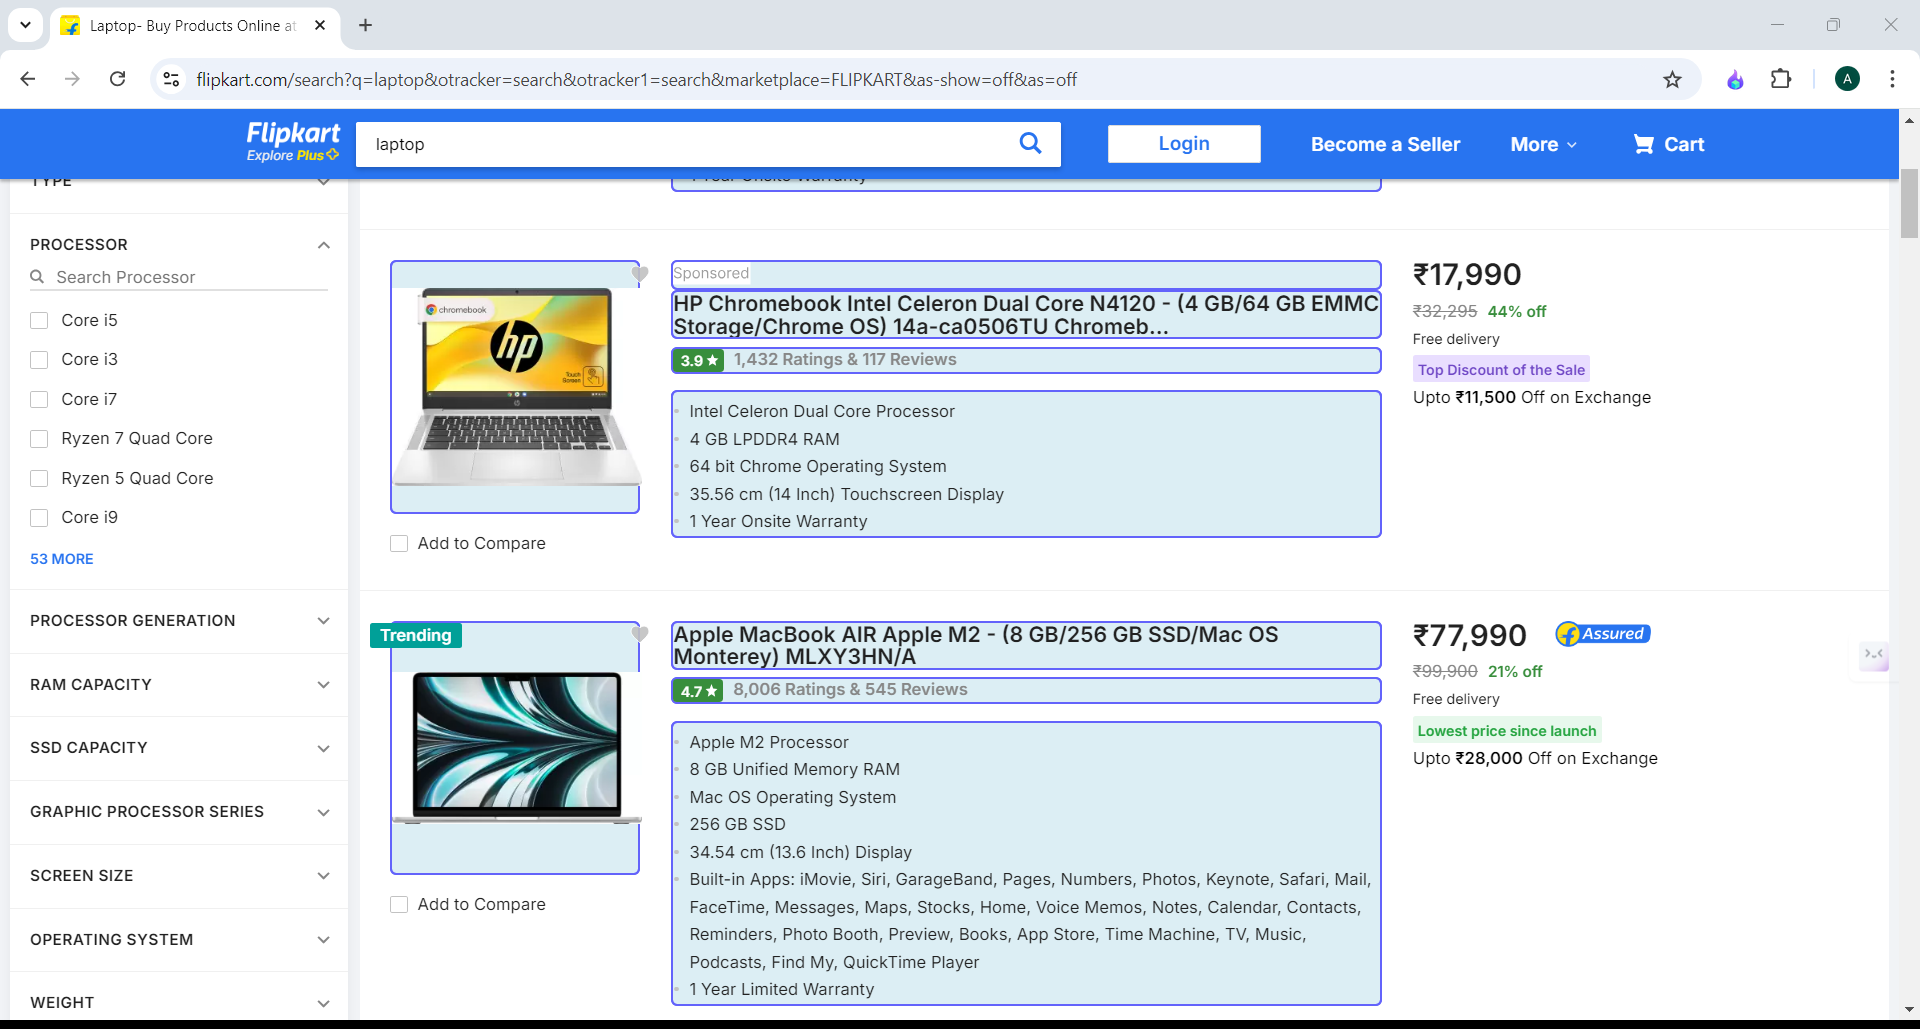 Laptop- Buy Products Online at
flipkart.com/search?q=laptop&otracker=search&otracker1=search&marketplace=FLIPKART&as-show=off&as=off
A
Flipkart
Explore Plus
laptop
Login
Become a Seller
More
Cart
TYPE
PROCESSOR
Search Processor
Core i5
Core i3
Core i7
Ryzen 7 Quad Core
Ryzen 5 Quad Core
Core i9
53 MORE
PROCESSOR GENERATION
RAM CAPACITY
SSD CAPACITY
GRAPHIC PROCESSOR SERIES
SCREEN SIZE
OPERATING SYSTEM
WEIGHT
1 Year Onsite Warranty
chromebook
hp
Touch
Screen
Add to Compare
Sponsored
HP Chromebook Intel Celeron Dual Core N4120 - (4 GB/64 GB EMMC
Storage/Chrome OS) 14a-ca0506TU Chromeb...
3.9★ 1,432 Ratings & 117 Reviews
Intel Celeron Dual Core Processor
4 GB LPDDR4 RAM
64 bit Chrome Operating System
35.56 cm (14 Inch) Touchscreen Display
1 Year Onsite Warranty
₹17,990
₹32,295 44% off
Free delivery
Top Discount of the Sale
Upto ₹11,500 Off on Exchange
Trending
Add to Compare
Apple MacBook AIR Apple M2 - (8 GB/256 GB SSD/Mac OS
Monterey) MLXY3HN/A
4.7★ 8,006 Ratings & 545 Reviews
Apple M2 Processor
8 GB Unified Memory RAM
Mac OS Operating System
256 GB SSD
34.54 cm (13.6 Inch) Display
Built-in Apps: iMovie, Siri, GarageBand, Pages, Numbers, Photos, Keynote, Safari, Mail,
FaceTime, Messages, Maps, Stocks, Home, Voice Memos, Notes, Calendar, Contacts,
Reminders, Photo Booth, Preview, Books, App Store, Time Machine, TV, Music,
Podcasts, Find My, QuickTime Player
1 Year Limited Warranty
₹77,990 Assured
₹99,900 21% off
Free delivery
Lowest price since launch
Upto ₹28,000 Off on Exchange